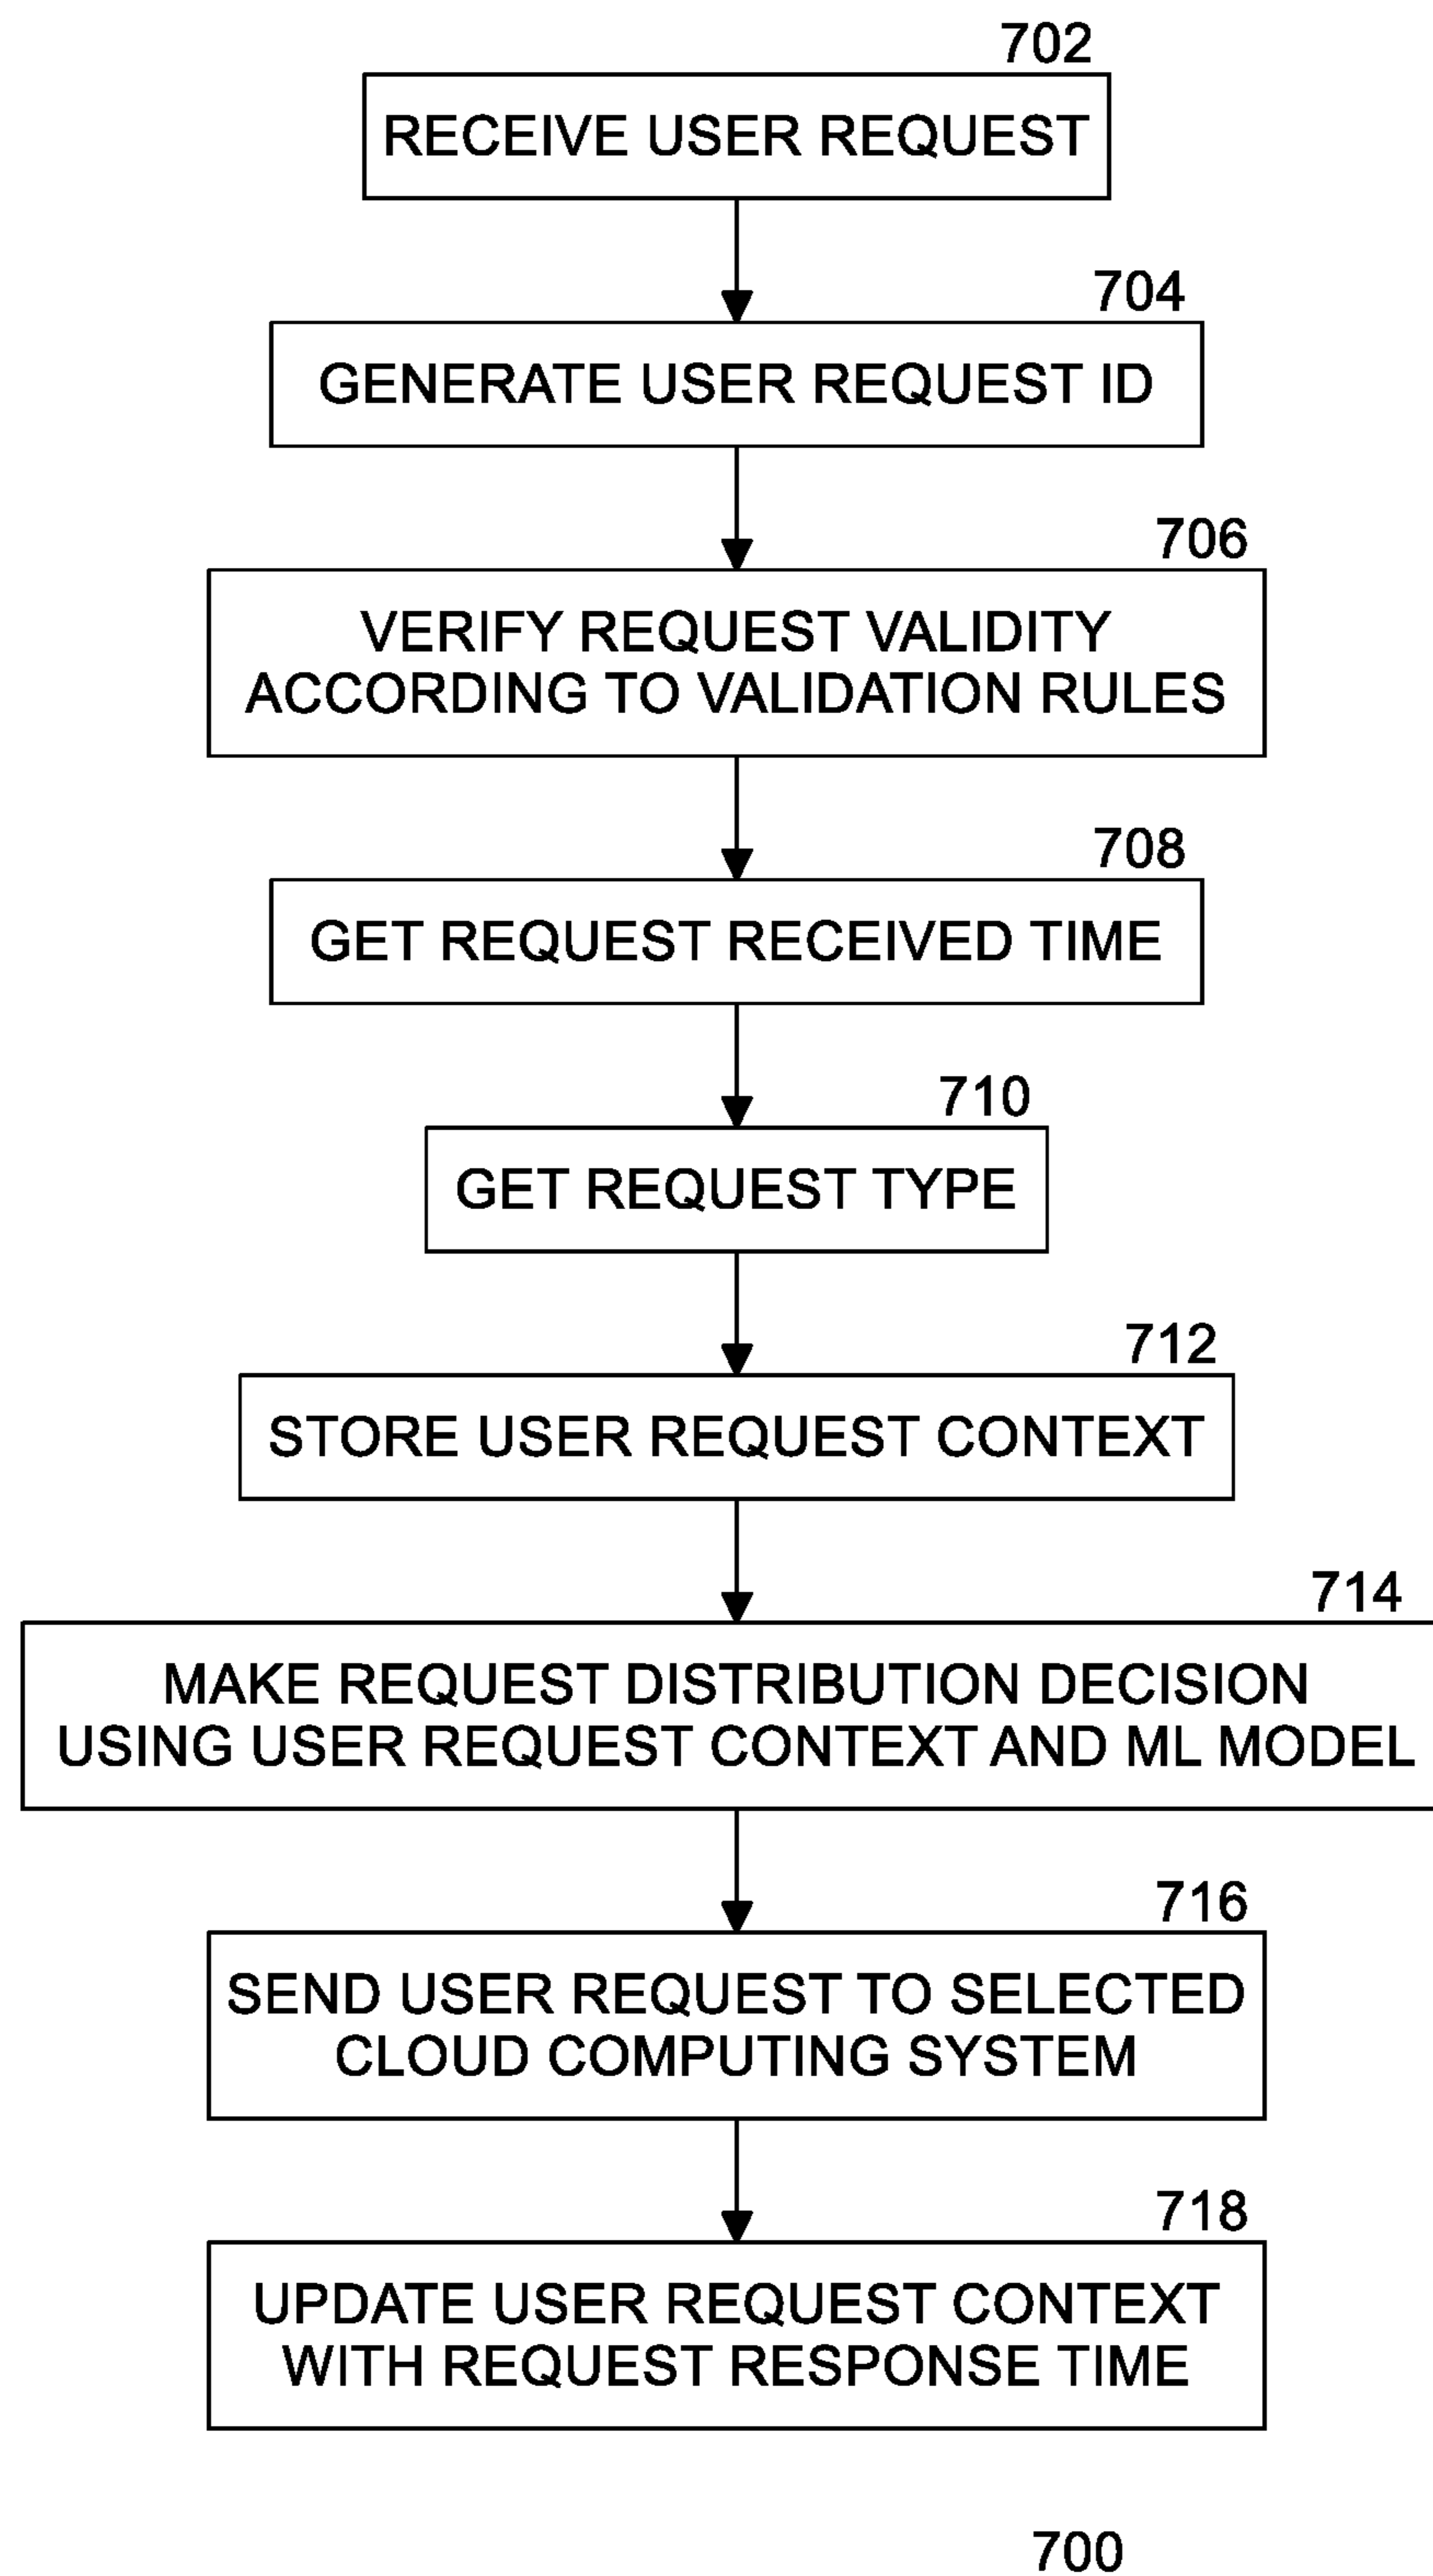 702
RECEIVE USER REQUEST
704
GENERATE USER REQUEST ID
706
VERIFY REQUEST VALIDITY
ACCORDING TO VALIDATION RULES
708
GET REQUEST RECEIVED TIME
710
GET REQUEST TYPE
712
STORE USER REQUEST CONTEXT
714
MAKE REQUEST DISTRIBUTION DECISION
USING USER REQUEST CONTEXT AND ML MODEL
716
SEND USER REQUEST TO SELECTED
CLOUD COMPUTING SYSTEM
718
UPDATE USER REQUEST CONTEXT
WITH REQUEST RESPONSE TIME
700